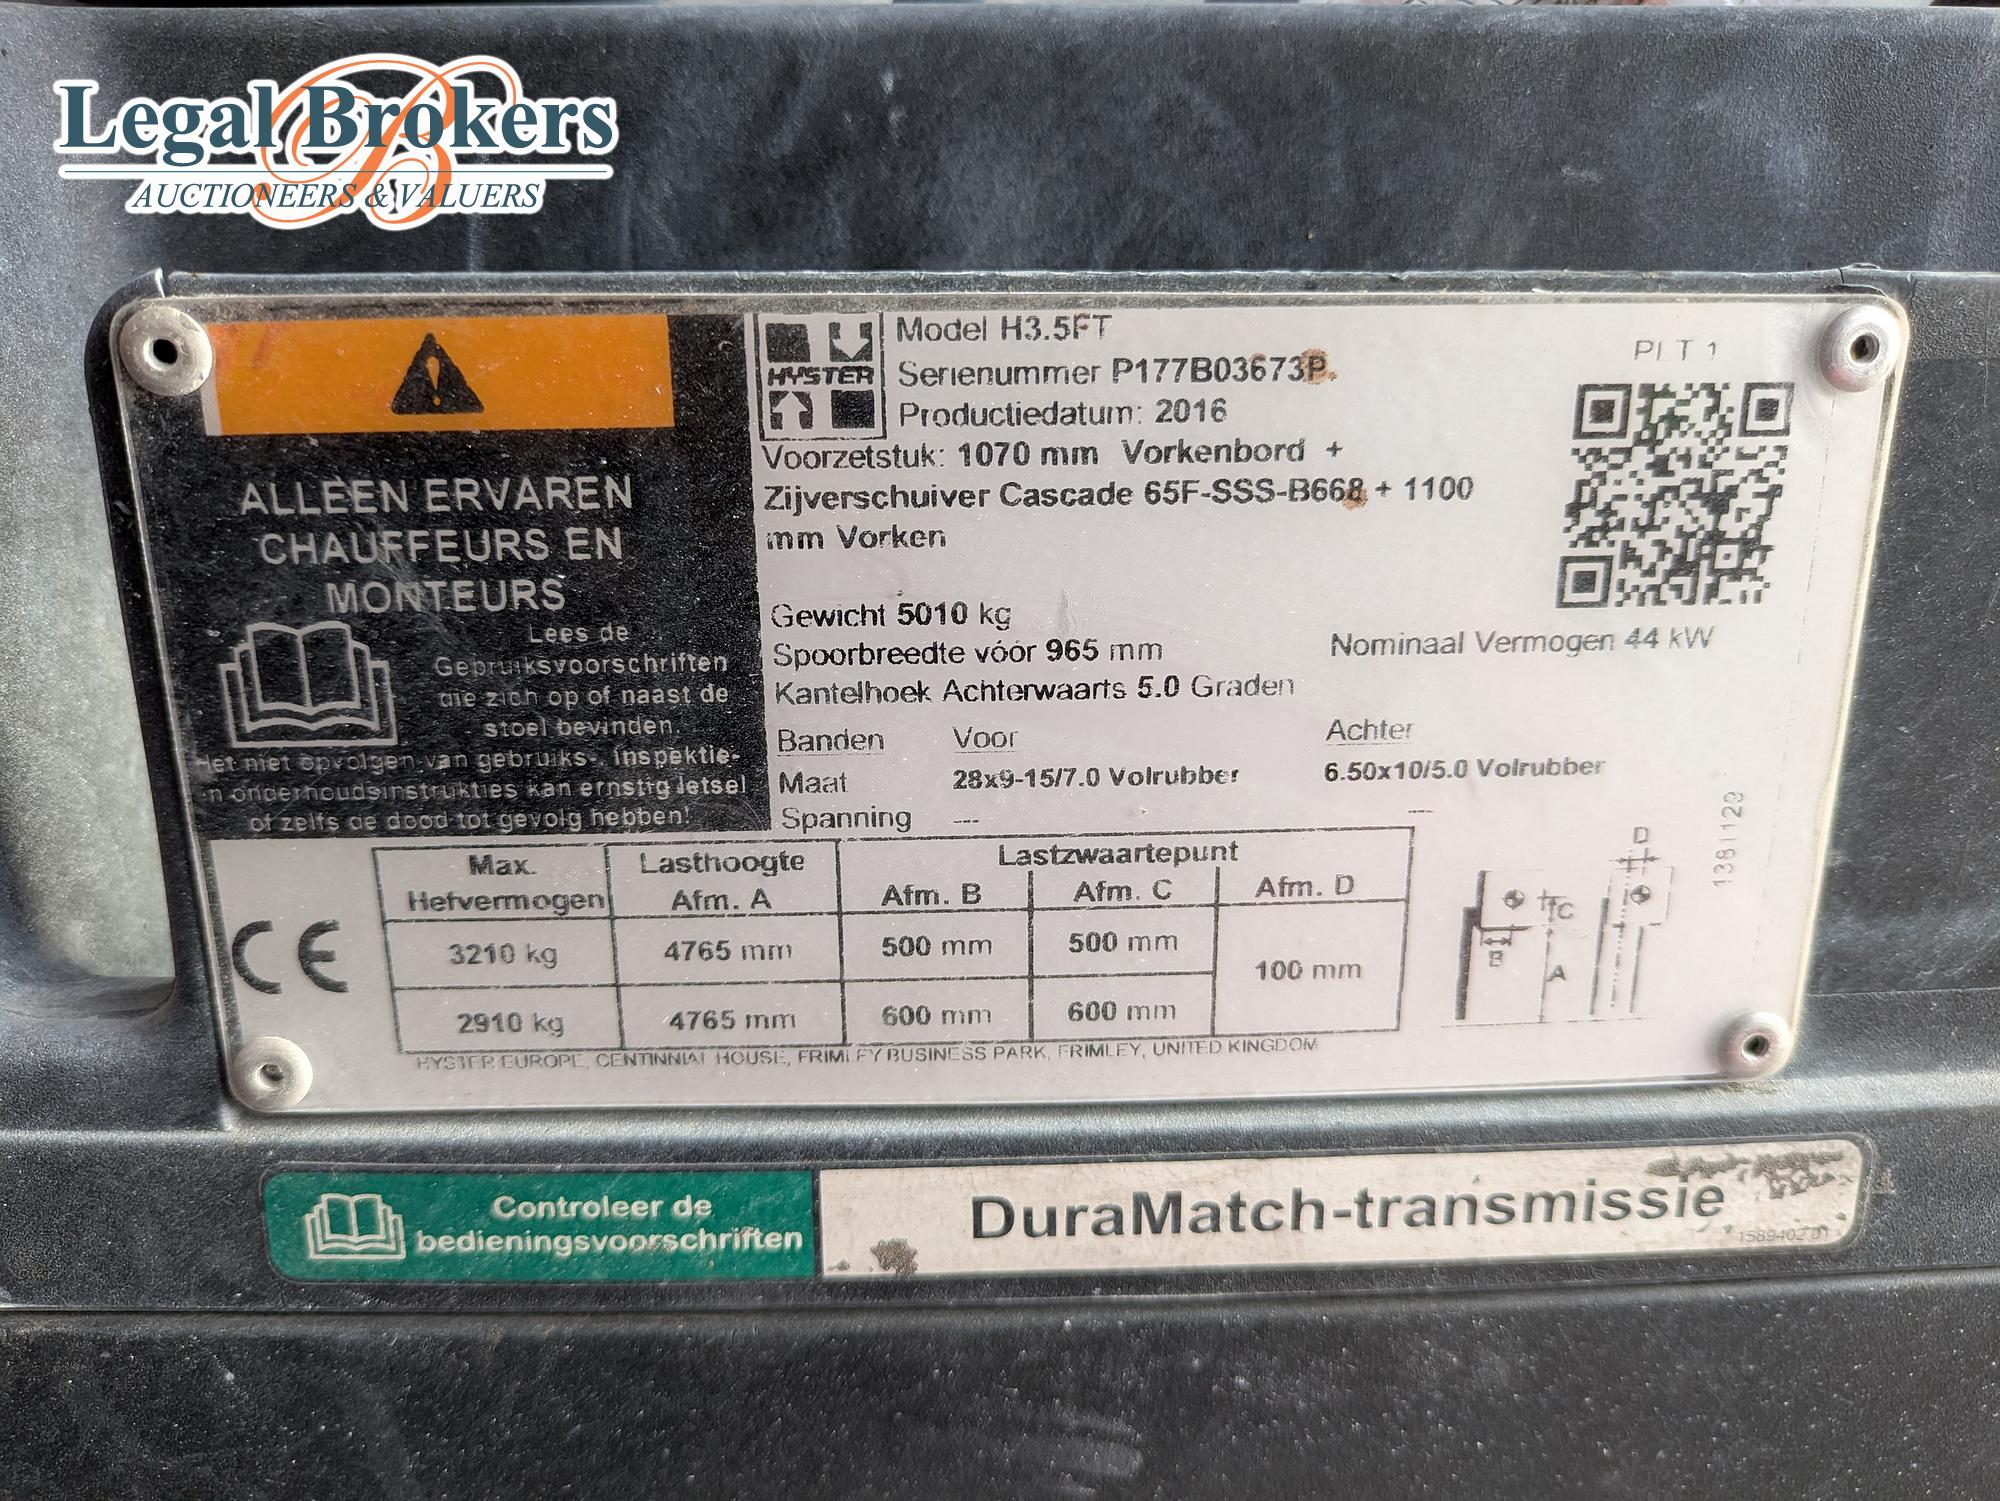 Legal Brokers
AUCTIONEERS & VALUERS
ALLEEN ERVAREN
CHAUFFEURS EN
MONTEURS
Lees de
Gebruiksvoorschriften
die zich op of naast de
stoel bevinden.
Het niet opvolgen van gebruiks-, inspektie-
en onderhoudsinstrukties kan ernstig letsel
of zelfs de dood tot gevolg hebben!
HYSTER
Model H3.5FT
Serienummer P177B03673P
Productiedatum: 2016
Voorzetstuk: 1070 mm Vorkenbord +
Zijverschuiver Cascade 65F-SSS-B668 + 1100
mm Vorken
PLT 1
Gewicht 5010 kg
Spoorbreedte vóór 965 mm
Nominaal Vermogen 44 kW
Kantelhoek Achterwaarts 5.0 Graden
Banden Voor Achter
Maat 28x9-15/7.0 Volrubber 6.50x10/5.0 Volrubber
Spanning --- ---
1381129
CE
Max. Hefvermogen Lasthoogte Afm. A Lastzwaartepunt
Afm. B Afm. C Afm. D
3210 kg 4765 mm 500 mm 500 mm 100 mm
2910 kg 4765 mm 600 mm 600 mm
D
C
B
A
HYSTER EUROPE, CENTINNIAL HOUSE, FRIMLEY BUSINESS PARK, FRIMLEY, UNITED KINGDOM
Controleer de
bedieningsvoorschriften
DuraMatch-transmissie
1589402 01